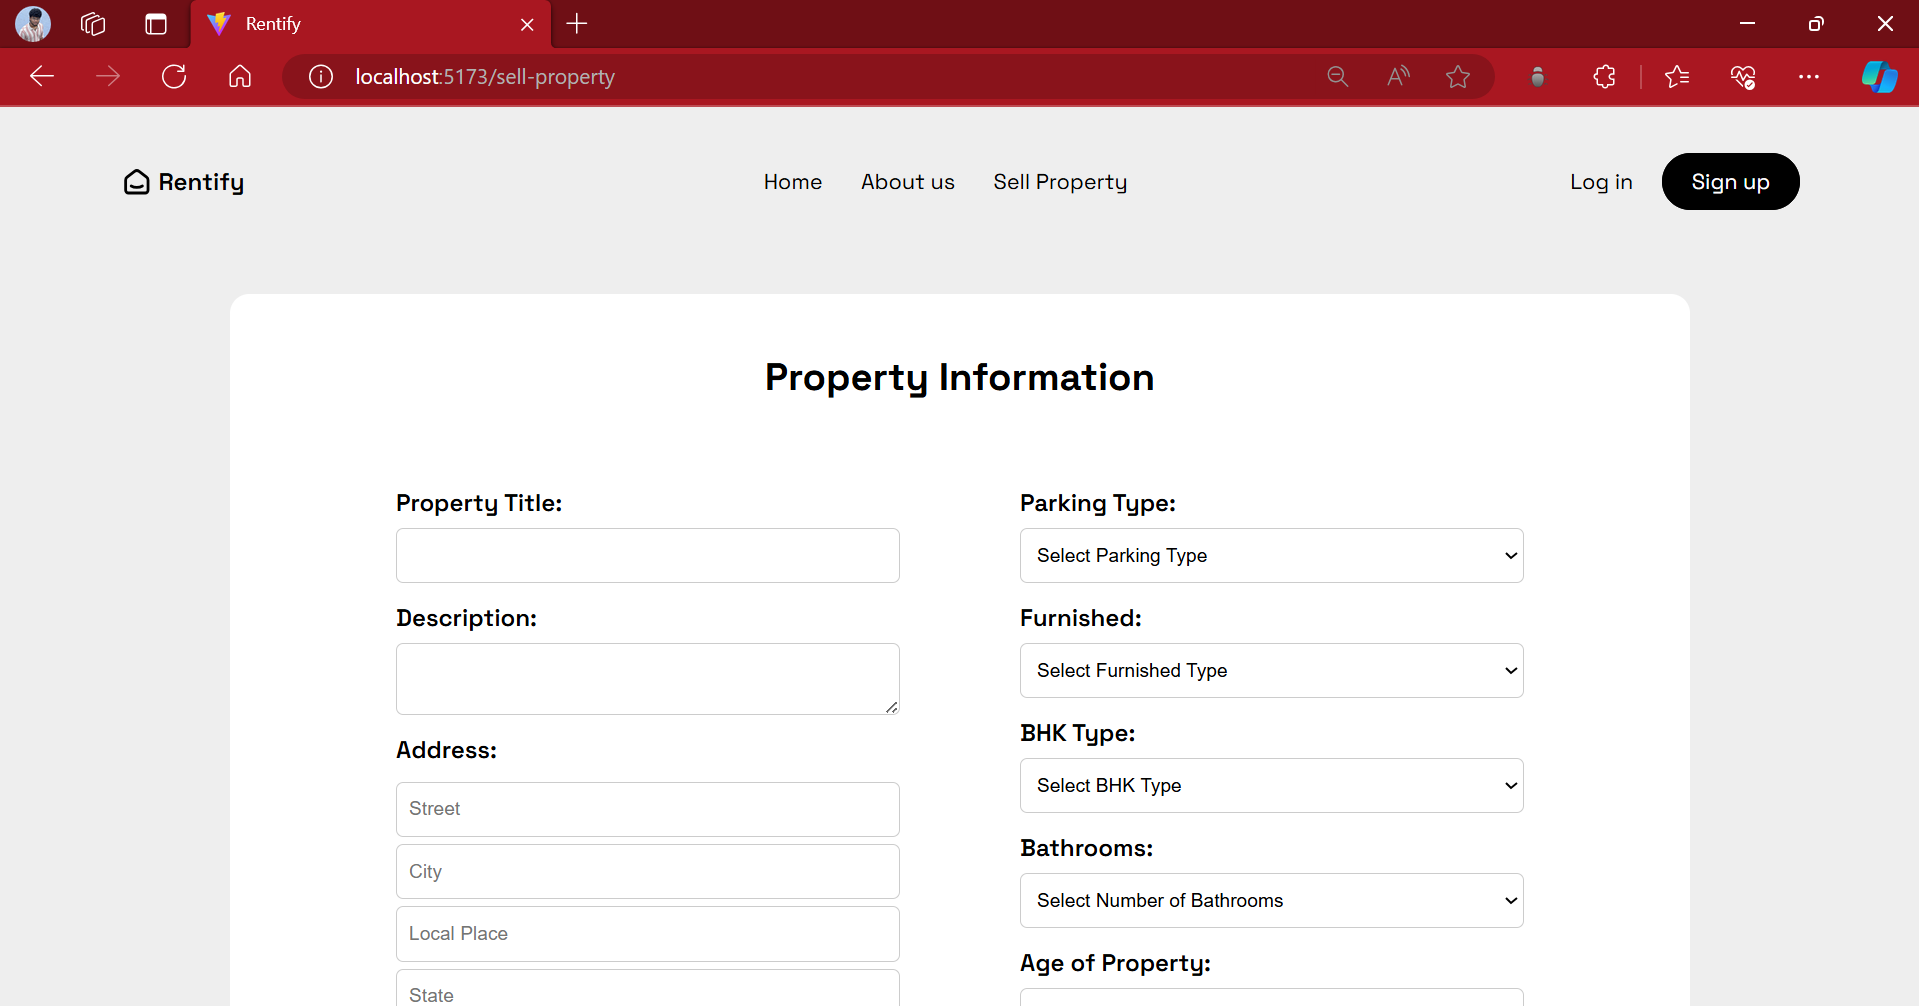 Rentify
localhost:5173/sell-property
Rentify
Home About us Sell Property
Log in Sign up
Property Information
Property Title:
Description:
Address:
Street
City
Local Place
State
Parking Type:
Select Parking Type
Furnished:
Select Furnished Type
BHK Type:
Select BHK Type
Bathrooms:
Select Number of Bathrooms
Age of Property: